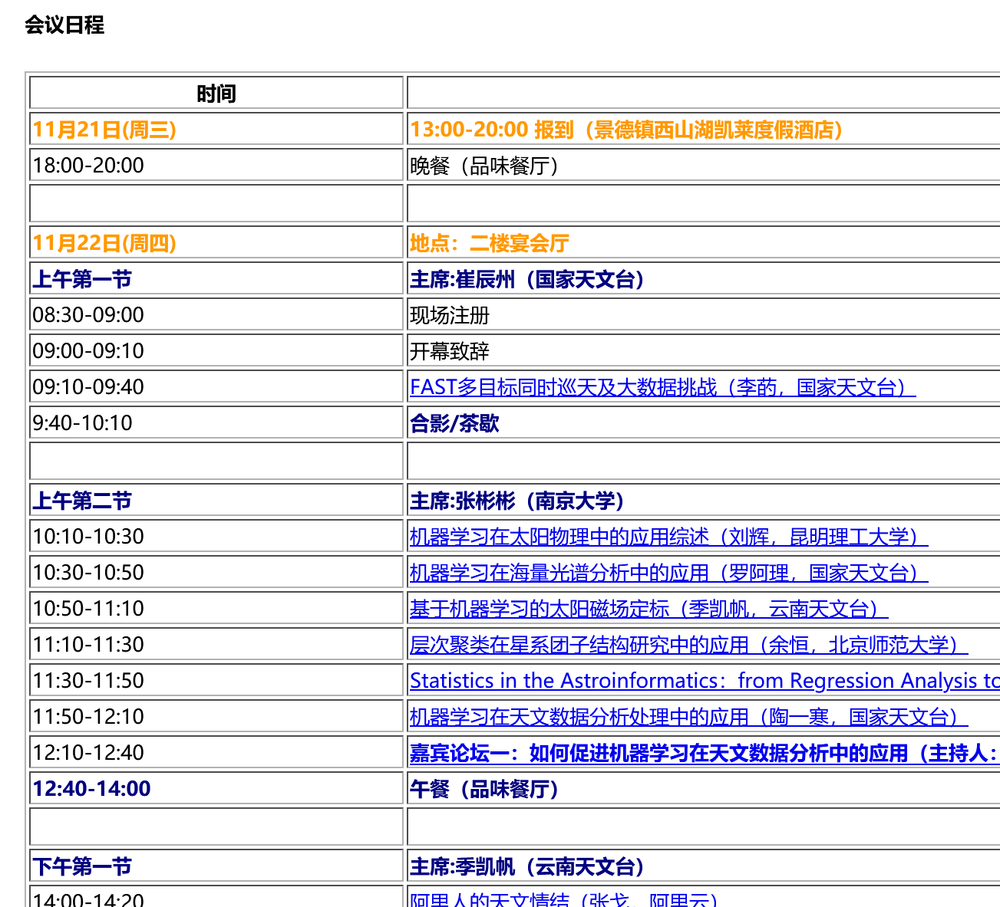 会议日程
时间
11月21日(周三) 13:00-20:00 报到（景德镇西山湖凯莱度假酒店）
18:00-20:00 晚餐（品味餐厅）
11月22日(周四) 地点：二楼宴会厅
上午第一节 主席:崔辰州（国家天文台）
08:30-09:00 现场注册
09:00-09:10 开幕致辞
09:10-09:40 FAST多目标同时巡天及大数据挑战（李菂，国家天文台）
9:40-10:10 合影/茶歇
上午第二节 主席:张彬彬（南京大学）
10:10-10:30 机器学习在太阳物理中的应用综述（刘辉，昆明理工大学）
10:30-10:50 机器学习在海量光谱分析中的应用（罗阿理，国家天文台）
10:50-11:10 基于机器学习的太阳磁场定标（季凯帆，云南天文台）
11:10-11:30 层次聚类在星系团子结构研究中的应用（余恒，北京师范大学）
11:30-11:50 Statistics in the Astroinformatics：from Regression Analysis to
11:50-12:10 机器学习在天文数据分析处理中的应用（陶一寒，国家天文台）
12:10-12:40 嘉宾论坛一：如何促进机器学习在天文数据分析中的应用（主持人：
12:40-14:00 午餐（品味餐厅）
下午第一节 主席:季凯帆（云南天文台）
14:00-14:20 阿里人的天文情结（张戈，阿里云）